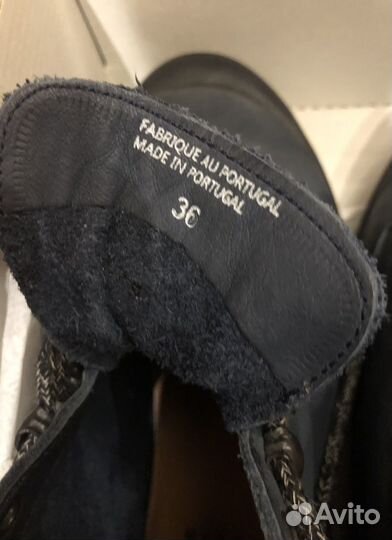 FABRIQUE AU PORTUGAL
MADE IN PORTUGAL
36
Avito